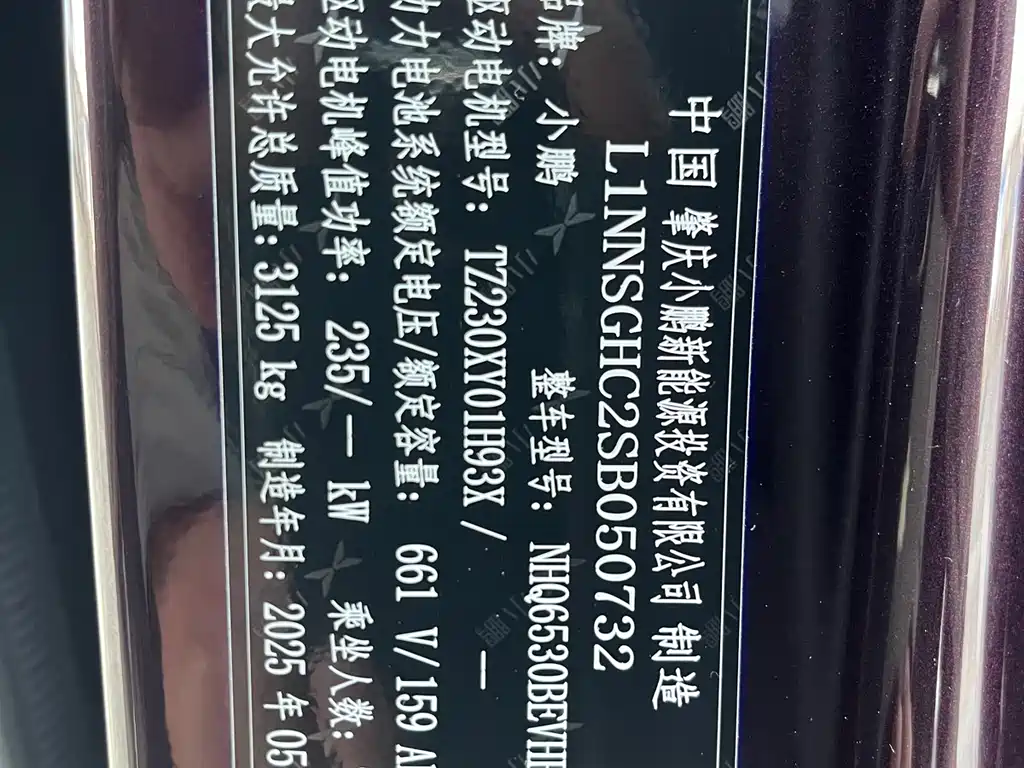 中国 肇庆小鹏新能源投资有限公司 制造
L1NNSGHC2SB050732
品牌: 小鹏 整车型号: NHQ6530BEVHH
驱动电机型号: TZ230XY01H93X / —
动力电池系统额定电压/额定容量: 661 V/159 A
驱动电机峰值功率: 235/— kW 乘坐人数:
最大允许总质量: 3125 kg 制造年月: 2025 年 05